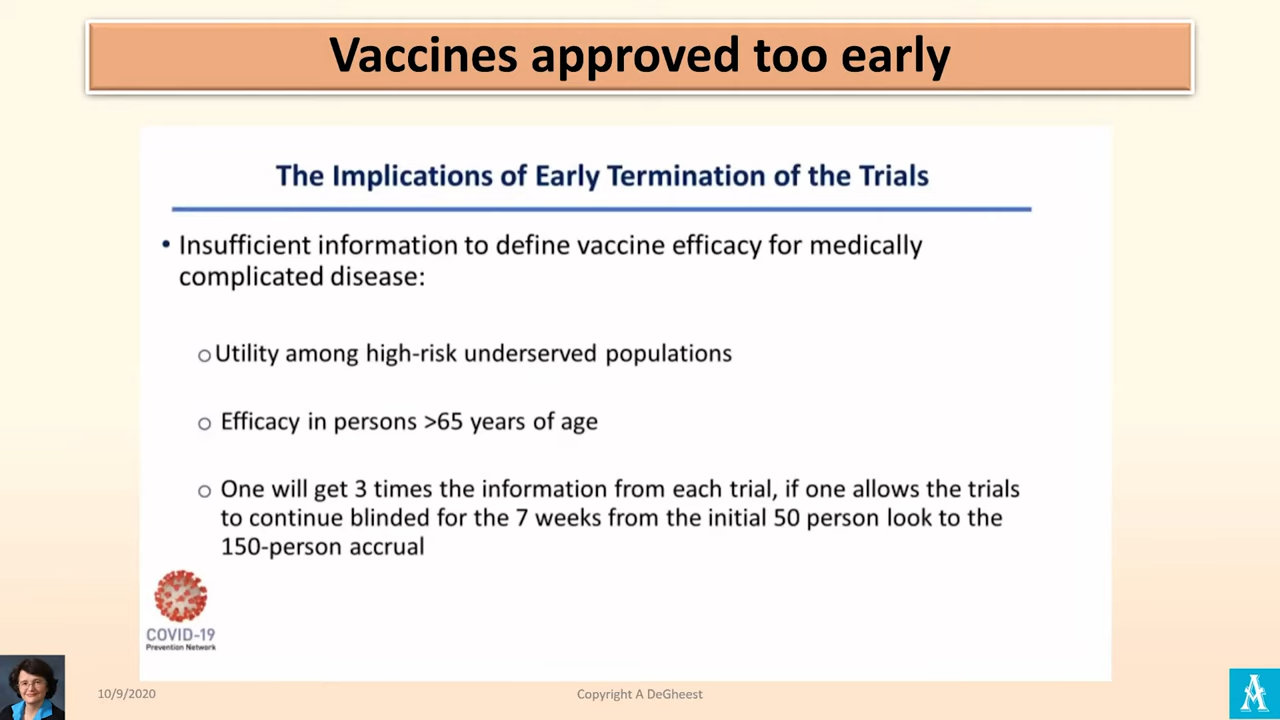 Vaccines approved too early
The Implications of Early Termination of the Trials
• Insufficient information to define vaccine efficacy for medically
complicated disease:
o Utility among high-risk underserved populations
o Efficacy in persons >65 years of age
o One will get 3 times the information from each trial, if one allows the trials
to continue blinded for the 7 weeks from the initial 50 person look to the
150-person accrual
COVID-19
Prevention Network
10/9/2020
Copyright A DeGheest
A